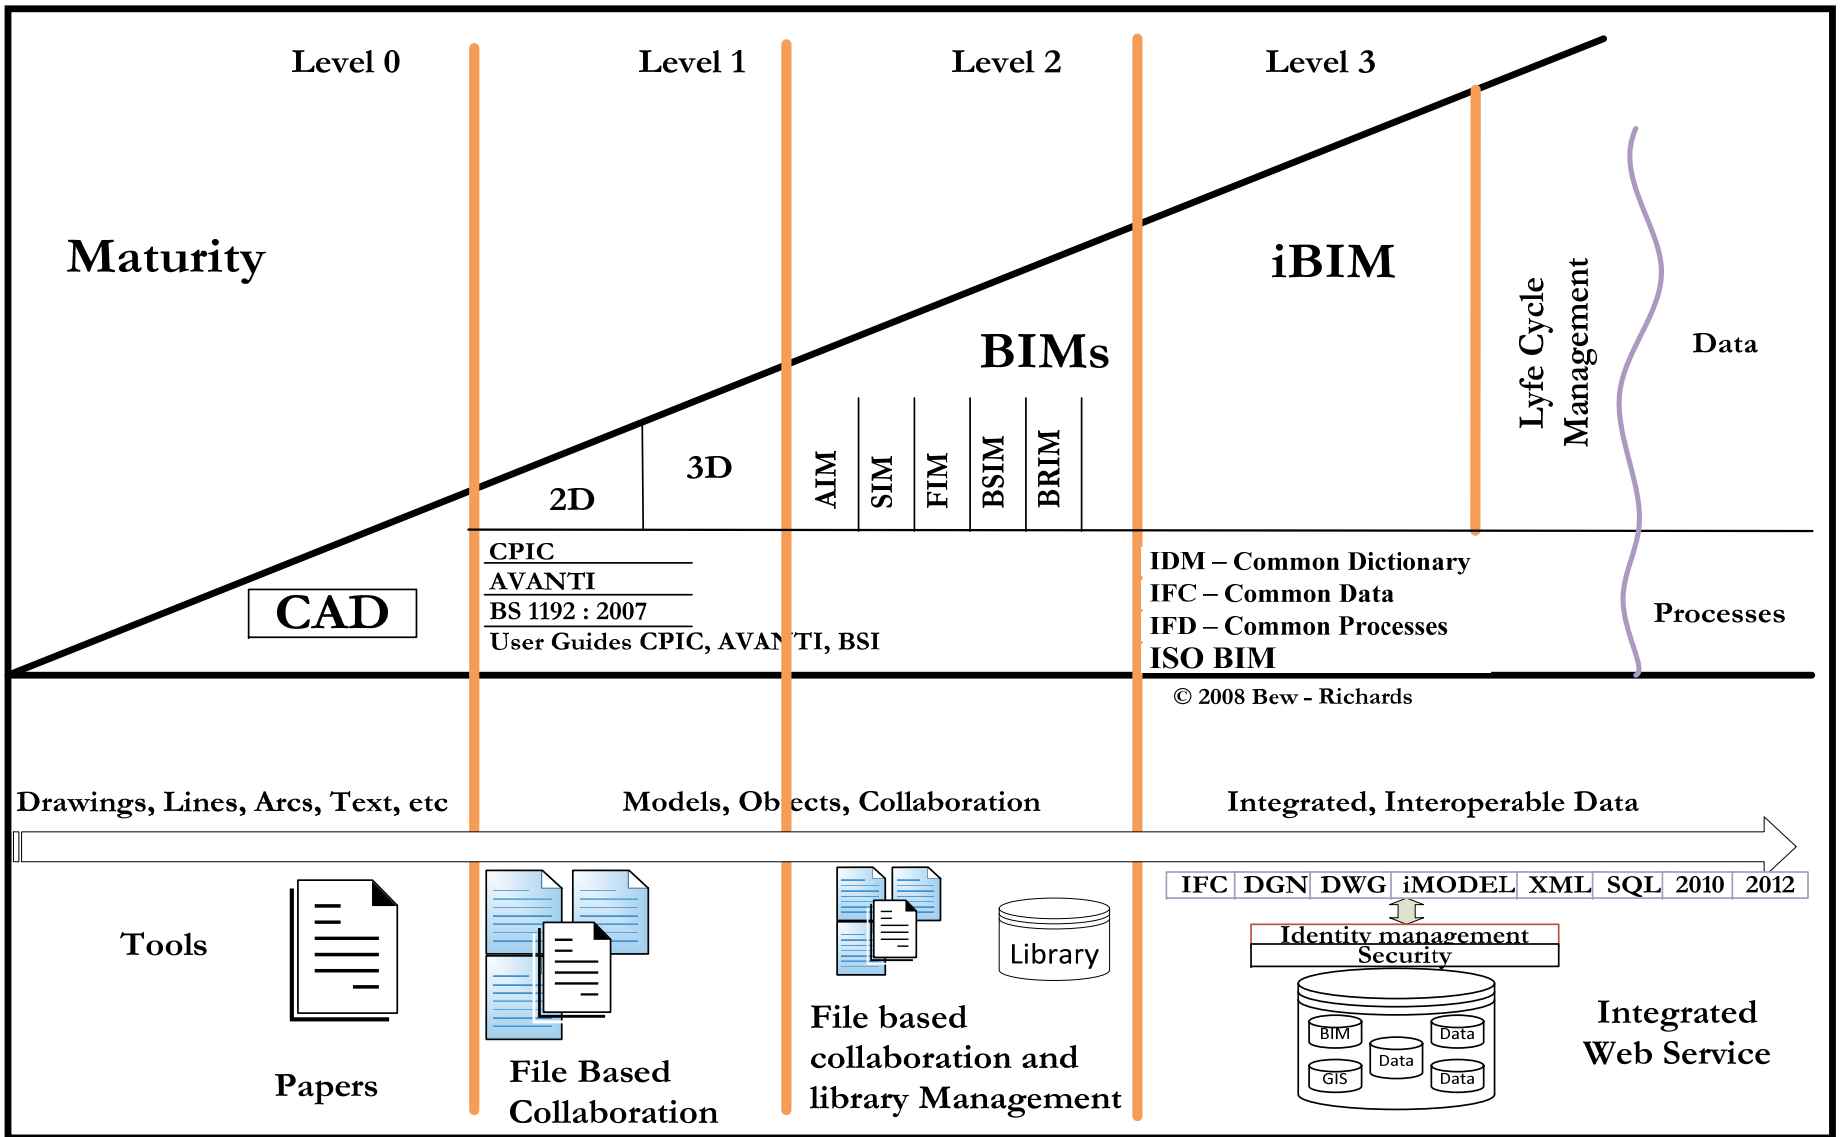 Level 0
Level 1
Level 2
Level 3
Maturity
iBIM
BIMs
Lyfe Cycle
Management
Data
2D
3D
AIM
SIM
FIM
BSIM
BRIM
CAD
CPIC
AVANTI
BS 1192 : 2007
User Guides CPIC, AVANTI, BSI
IDM – Common Dictionary
IFC – Common Data
IFD – Common Processes
ISO BIM
Processes
© 2008 Bew - Richards
Drawings, Lines, Arcs, Text, etc
Models, Objects, Collaboration
Integrated, Interoperable Data
IFC DGN DWG iMODEL XML SQL 2010 2012
Identity management
Security
Tools
Library
BIM
Data
Data
GIS
Data
Papers
File Based
Collaboration
File based
collaboration and
library Management
Integrated
Web Service